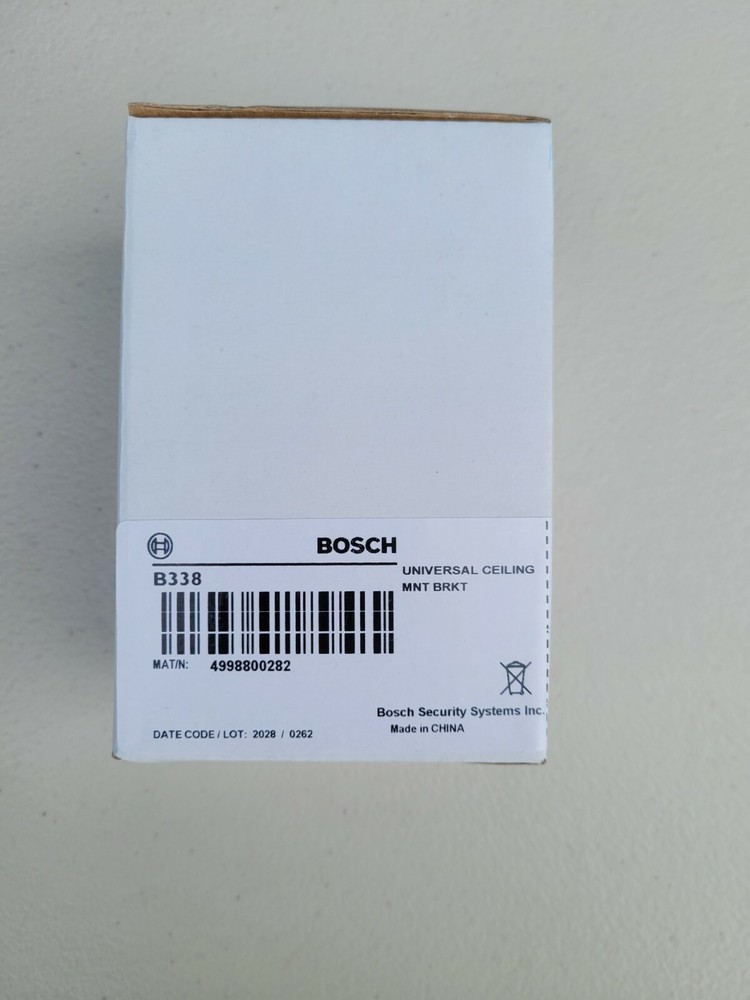 BOSCH
B338
UNIVERSAL CEILING
MNT BRKT
MAT/N: 4998800282
Bosch Security Systems Inc.
Made in CHINA
DATE CODE / LOT: 2028 / 0262